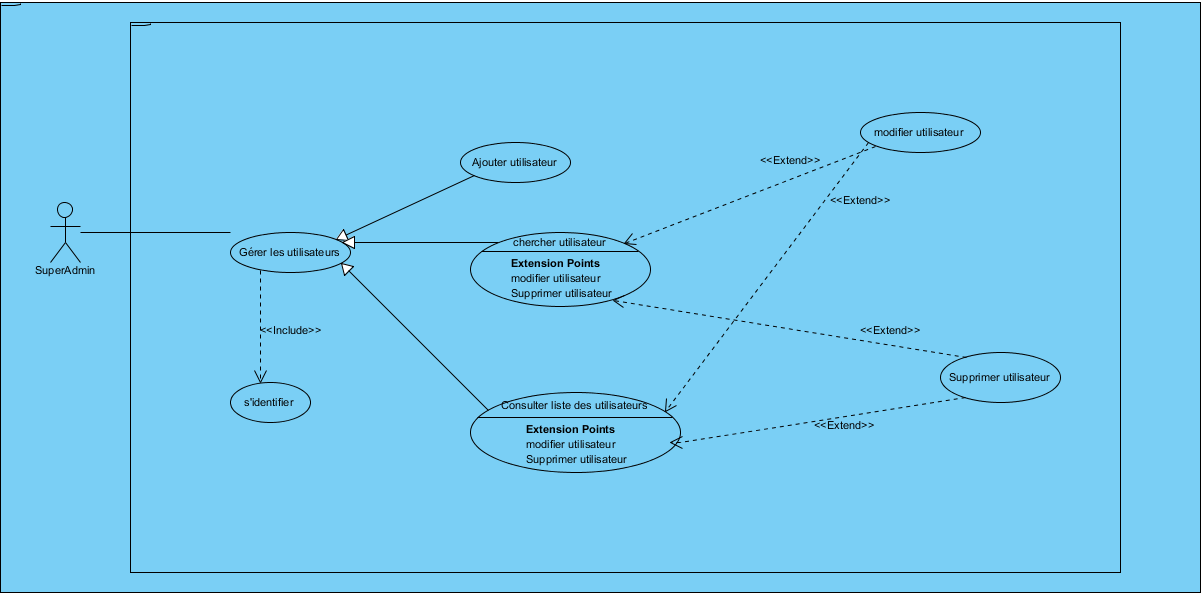 modifier utilisateur
Ajouter utilisateur
<<Extend>>
<<Extend>>
SuperAdmin
Gérer les utilisateurs
chercher utilisateur
Extension Points
modifier utilisateur
Supprimer utilisateur
<<Include>>
<<Extend>>
Supprimer utilisateur
s'identifier
Consulter liste des utilisateurs
Extension Points
modifier utilisateur
Supprimer utilisateur
<<Extend>>